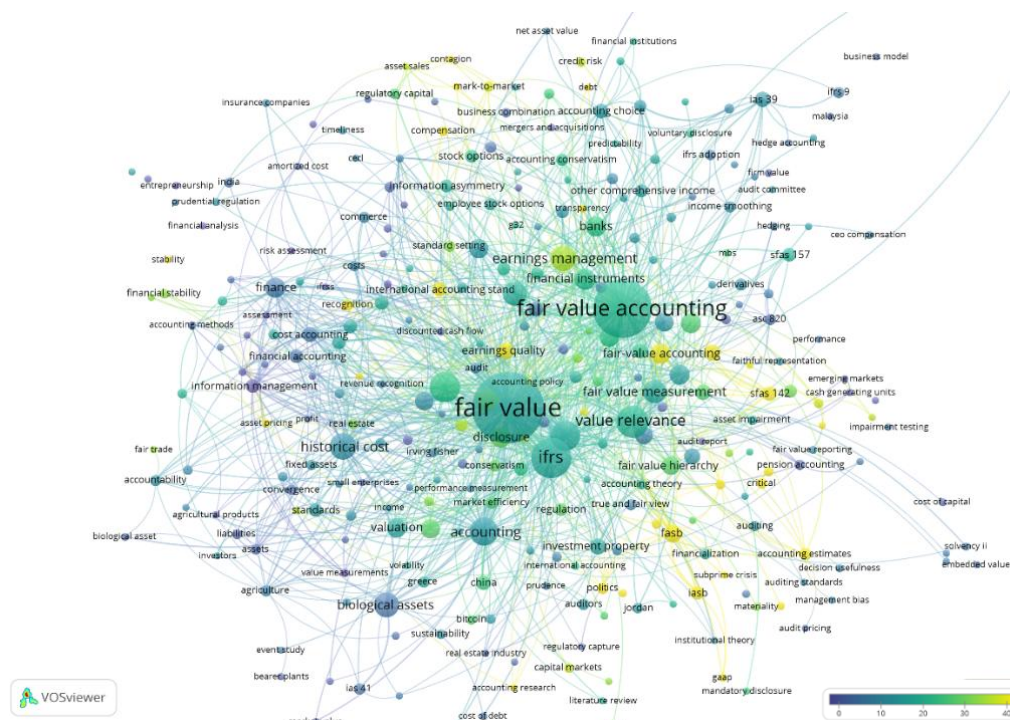 net asset value
financial institutions
business model
contagion
asset sales
credit risk
mark-to-market
debt
regulatory capital
ifrs 9
insurance companies
ias 39
business combination
accounting choice
malaysia
timeliness
compensation
mergers and acquisitions
voluntary disclosure
predictability
hedge accounting
amortized cost
cecl
stock options
accounting conservatism
ifrs adoption
firm value
entrepreneurship
india
information asymmetry
other comprehensive income
audit committee
prudential regulation
employee stock options
transparency
income smoothing
commerce
financial analysis
g32
banks
hedging
ceo compensation
risk assessment
standard setting
stability
costs
earnings management
mbs
sfas 157
finance
ifrss
international accounting stand
financial instruments
derivatives
financial stability
assessment
recognition
fair value accounting
accounting methods
cost accounting
discounted cash flow
asc 820
performance
financial accounting
earnings quality
fair-value accounting
faithful representation
audit
information management
revenue recognition
accounting policy
emerging markets
asset pricing
profit
real estate
fair value
fair value measurement
sfas 142
cash generating units
value relevance
asset impairment
impairment testing
historical cost
disclosure
audit report
fair trade
irving fisher
ifrs
fair value reporting
fixed assets
conservatism
fair value hierarchy
pension accounting
accountability
small enterprises
performance measurement
accounting theory
critical
convergence
market efficiency
cost of capital
agricultural products
standards
income
regulation
true and fair view
biological asset
liabilities
valuation
accounting
fasb
auditing
investors
assets
investment property
financialization
accounting estimates
solvency ii
value measurements
volability
international accounting
decision usefulness
embedded value
agriculture
greece
china
prudence
politics
subprime crisis
auditing standards
iasb
management bias
biological assets
bitcoin
auditors
jordan
materiality
sustainability
audit pricing
event study
real estate industry
regulatory capture
institutional theory
bearer plants
capital markets
gaap
ias 41
accounting research
mandatory disclosure
literature review
cost of debt
VOSviewer
0 10 20 30 40